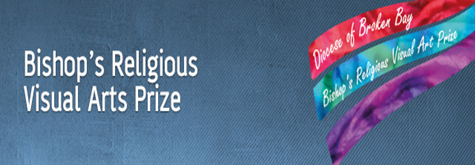 Bishop's Religious
Visual Arts Prize
Diocese of Broken Bay
Bishop's Religious Visual Art Prize